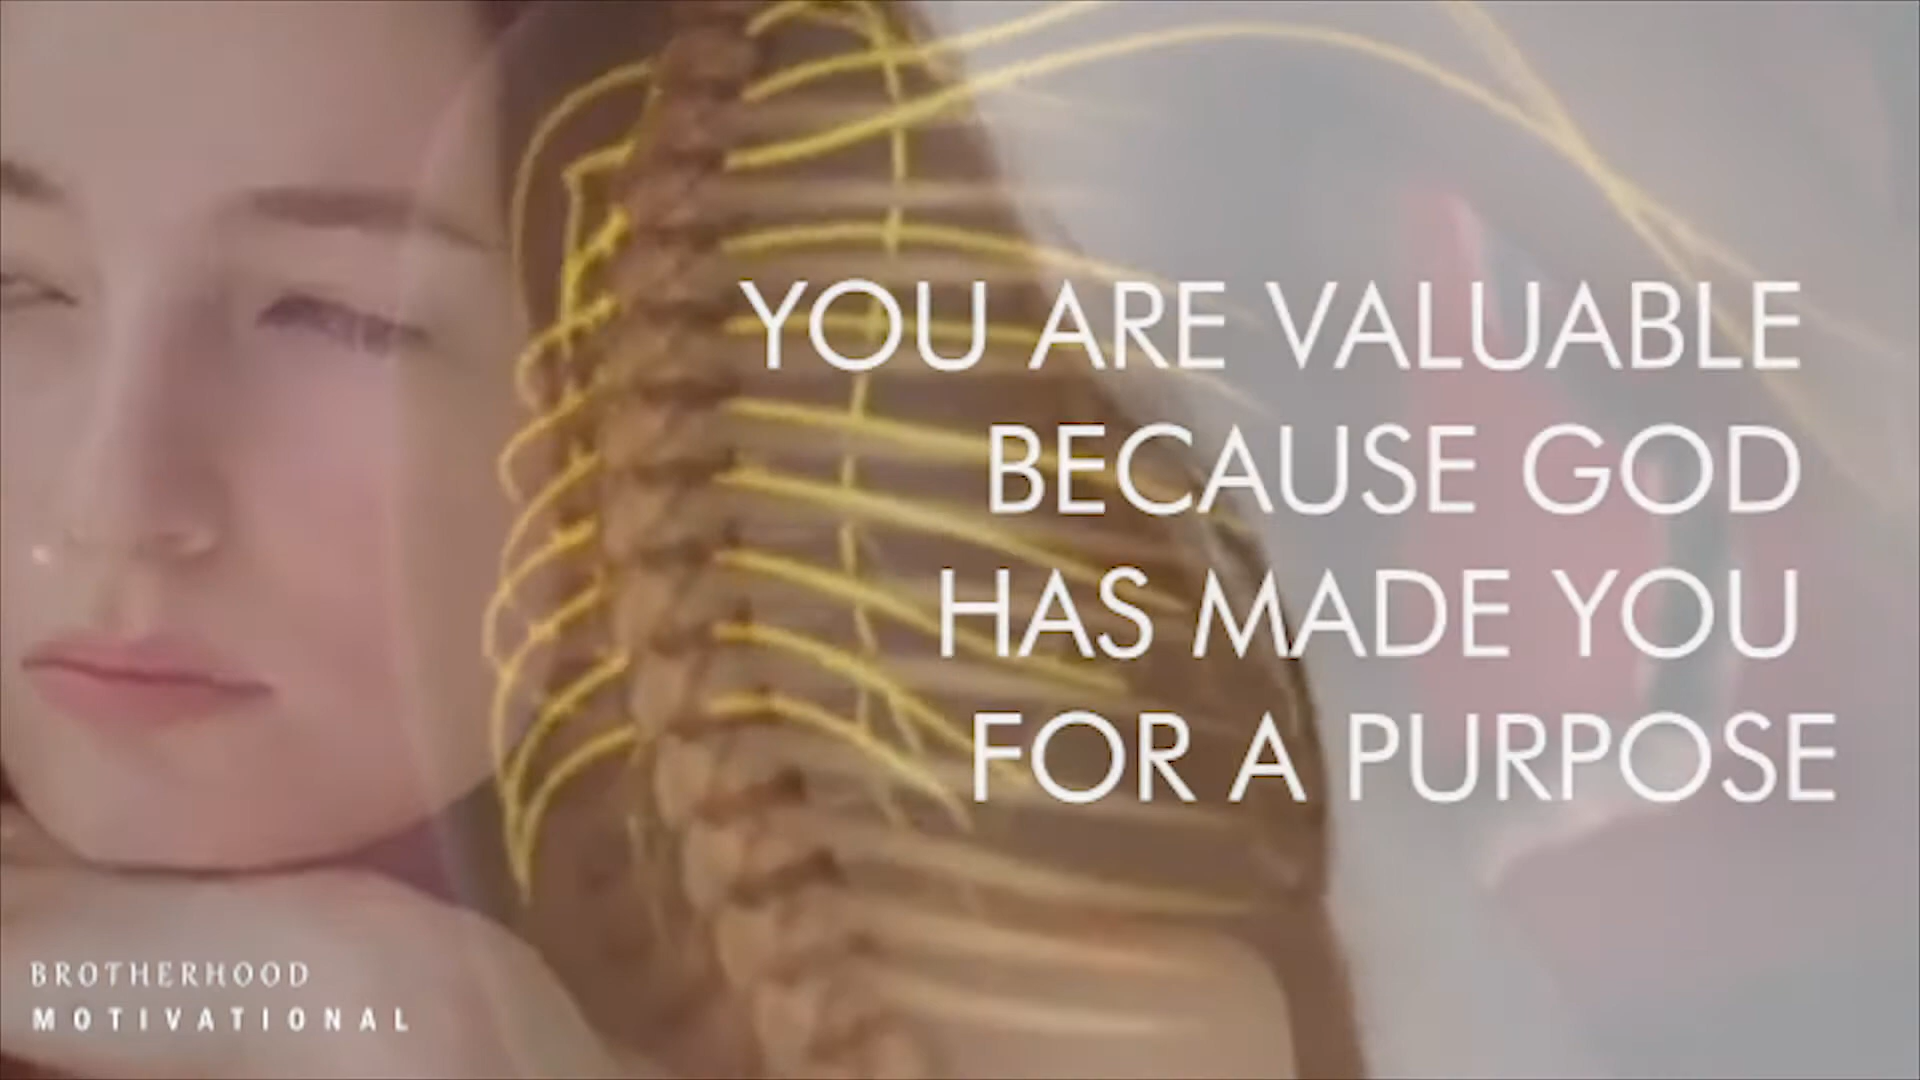 YOU ARE VALUABLE
BECAUSE GOD
HAS MADE YOU
FOR A PURPOSE
BROTHERHOOD
MOTIVATIONAL